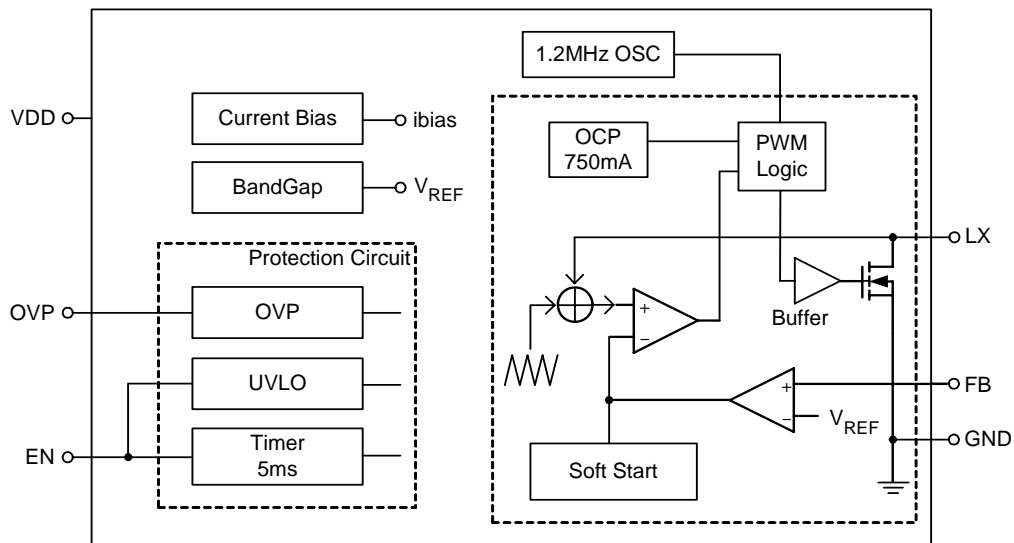 1.2MHz OSC
VDD
Current Bias
ibias
OCP
750mA
PWM
Logic
BandGap
VREF
LX
Protection Circuit
OVP
OVP
+
−
Buffer
UVLO
+
−
VREF
FB
GND
EN
Timer
5ms
Soft Start